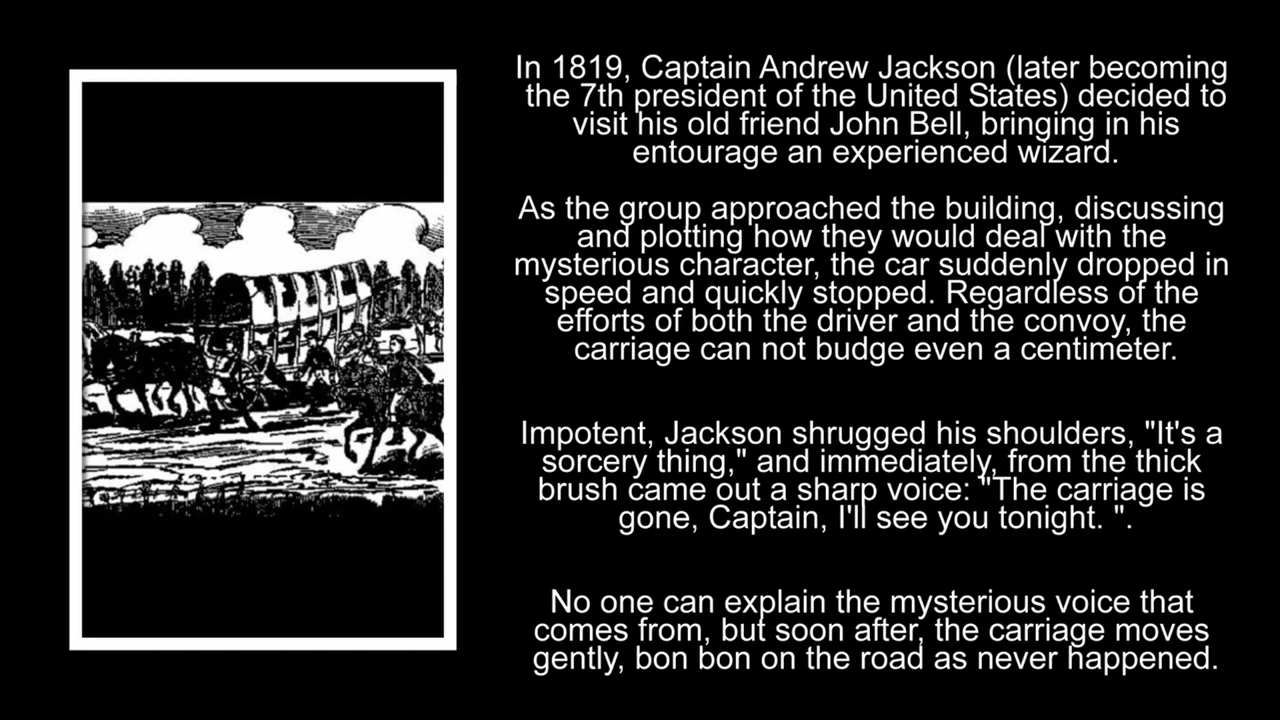 In 1819, Captain Andrew Jackson (later becoming
the 7th president of the United States) decided to
visit his old friend John Bell, bringing in his
entourage an experienced wizard.
As the group approached the building, discussing
and plotting how they would deal with the
mysterious character, the car suddenly dropped in
speed and quickly stopped. Regardless of the
efforts of both the driver and the convoy, the
carriage can not budge even a centimeter.
Impotent, Jackson shrugged his shoulders, "It's a
sorcery thing," and immediately, from the thick
brush came out a sharp voice: "The carriage is
gone, Captain, I'll see you tonight. ".
No one can explain the mysterious voice that
comes from, but soon after, the carriage moves
gently, bon bon on the road as never happened.